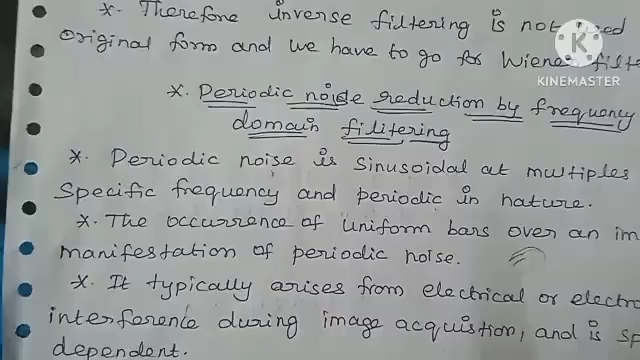 *. Therefore inverse filtering is not
original form and we have to go for Wiener
KINEMASTER
*. Periodic noise reduction by frequency
domain filitering
*. Periodic noise is sinusoidal at multiples
Specific frequency and periodic in nature.
*. The occurrence of uniform bars over an
manifestation of periodic noise.
*. It typically arises from electrical or
interference during image acquistion, and is
dependent.